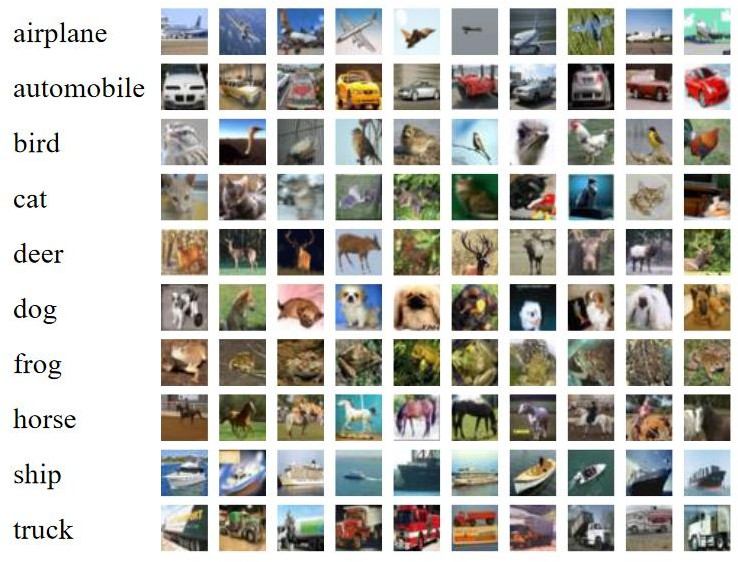 airplane
automobile
bird
cat
deer
dog
frog
horse
ship
truck